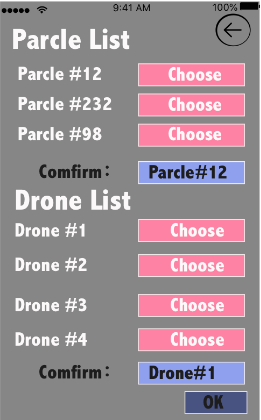 9:41 AM 100%
Parcle List
Parcle #12 Choose
Parcle #232 Choose
Parcle #98 Choose
Comfirm: Parcle#12
Drone List
Drone #1 Choose
Drone #2 Choose
Drone #3 Choose
Drone #4 Choose
Comfirm: Drone#1
OK